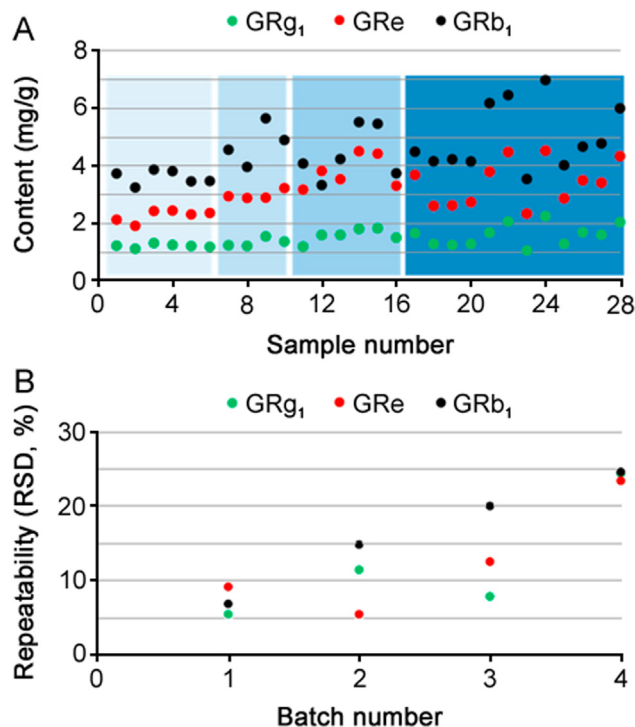 A
GRg₁ GRe GRb₁
Content (mg/g)
8
6
4
2
0
0 4 8 12 16 20 24 28
Sample number
B
GRg₁ GRe GRb₁
Repeatability (RSD, %)
30
20
10
0
0 1 2 3 4
Batch number